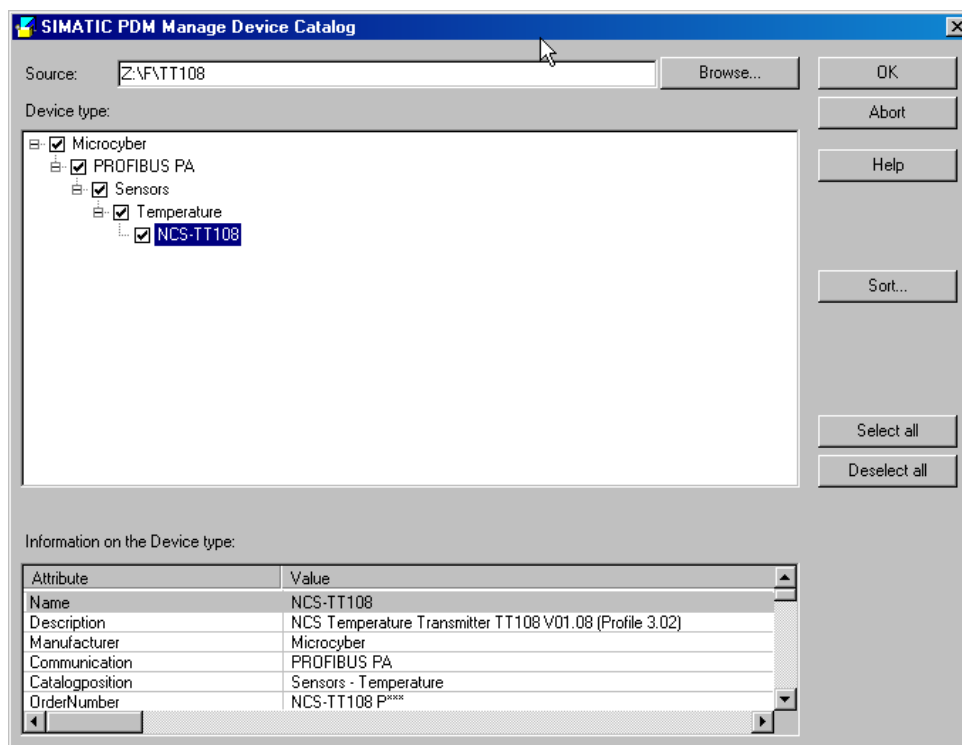 SIMATIC PDM Manage Device Catalog
Source: Z:\F\TT108 Browse... OK
Device type: Abort
Microcyber
PROFIBUS PA Help
Sensors
Temperature
NCS-TT108
Sort...
Select all
Deselect all
Information on the Device type:
Attribute Value
Name NCS-TT108
Description NCS Temperature Transmitter TT108 V01.08 (Profile 3.02)
Manufacturer Microcyber
Communication PROFIBUS PA
Catalogposition Sensors - Temperature
OrderNumber NCS-TT108 P***